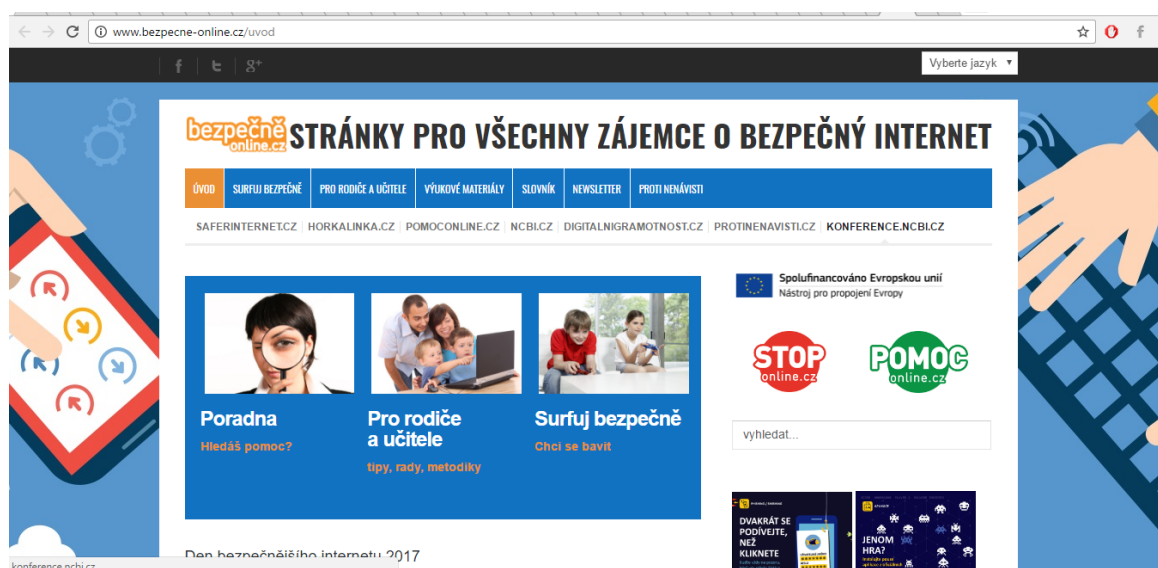 www.bezpecne-online.cz/uvod
f
f t g+
Vyberte jazyk
bezpečně online.cz STRÁNKY PRO VŠECHNY ZÁJEMCE O BEZPEČNÝ INTERNET
ÚVOD SURFUJ BEZPEČNĚ PRO RODIČE A UČITELE VÝUKOVÉ MATERIÁLY SLOVNÍK NEWSLETTER PROTI NENÁVISTI
SAFERINTERNET.CZ HORKALINKA.CZ POMOCONLINE.CZ NCBI.CZ DIGITALNIGRAMOTNOST.CZ PROTINENAVISTI.CZ KONFERENCE.NCBI.CZ
Spolufinancováno Evropskou unií
Nástroj pro propojení Evropy
STOP
online.cz
POMOC
online.cz
Poradna
Hledáš pomoc?
Pro rodiče
a učitele
tipy, rady, metodiky
Surfuj bezpečně
Chci se bavit
vyhledat...
DVAKRÁT SE
PODÍVEJTE,
NEŽ
KLIKNETE
JENOM
HRA?
Den bezpečnějšího internetu 2017
konference.ncbi.cz